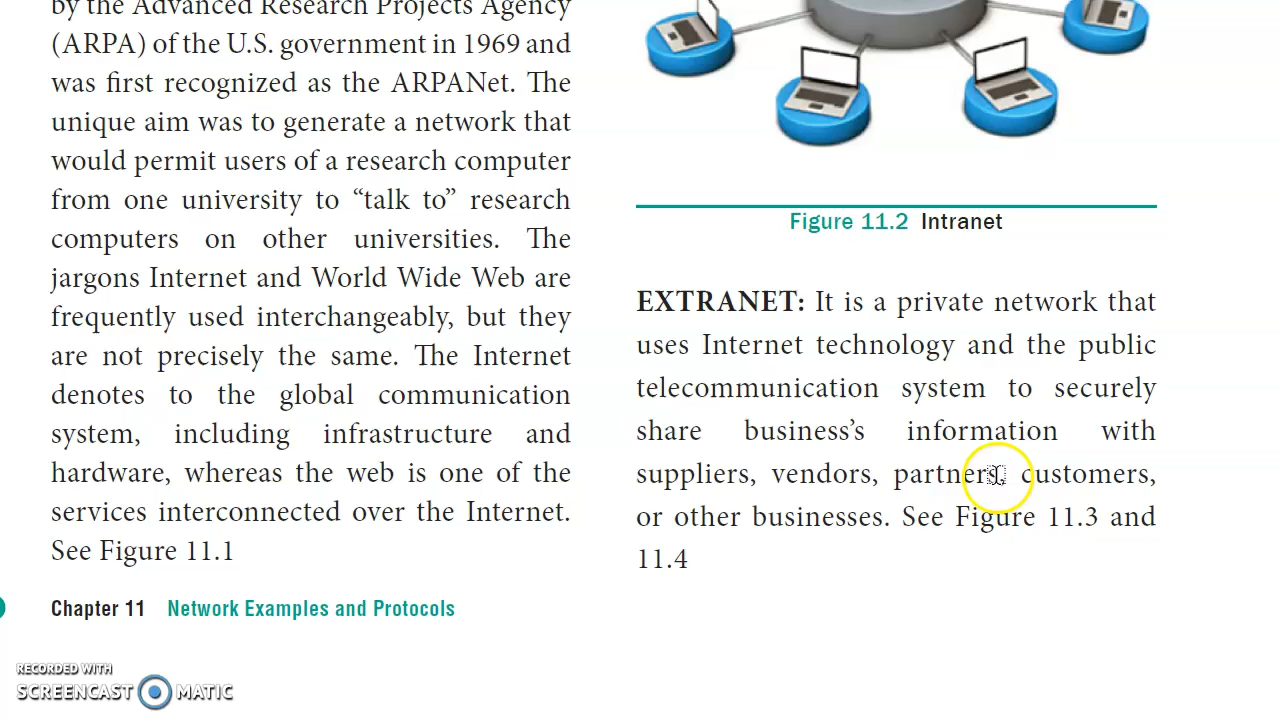 by the Advanced Research Projects Agency
(ARPA) of the U.S. government in 1969 and
was first recognized as the ARPANet. The
unique aim was to generate a network that
would permit users of a research computer
from one university to “talk to” research
computers on other universities. The
jargons Internet and World Wide Web are
frequently used interchangeably, but they
are not precisely the same. The Internet
denotes to the global communication
system, including infrastructure and
hardware, whereas the web is one of the
services interconnected over the Internet.
See Figure 11.1
Figure 11.2 Intranet
EXTRANET: It is a private network that
uses Internet technology and the public
telecommunication system to securely
share business’s information with
suppliers, vendors, partners, customers,
or other businesses. See Figure 11.3 and
11.4
Chapter 11 Network Examples and Protocols
RECORDED WITH
SCREENCAST MATIC